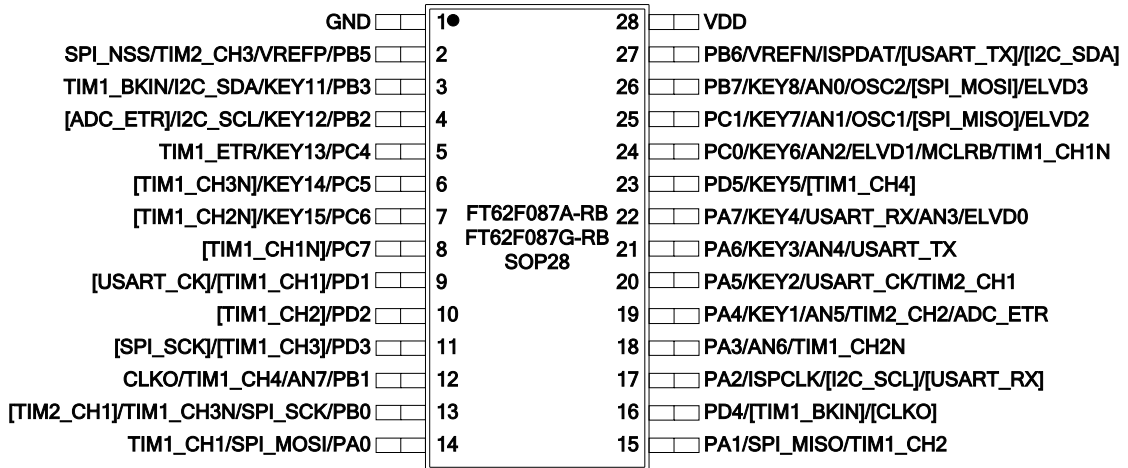 GND 1 28 VDD
SPI_NSS/TIM2_CH3/VREFP/PB5 2 27 PB6/VREFN/ISPDAT/[USART_TX]/[I2C_SDA]
TIM1_BKIN/I2C_SDA/KEY11/PB3 3 26 PB7/KEY8/AN0/OSC2/[SPI_MOSI]/ELVD3
[ADC_ETR]/I2C_SCL/KEY12/PB2 4 25 PC1/KEY7/AN1/OSC1/[SPI_MISO]/ELVD2
TIM1_ETR/KEY13/PC4 5 24 PC0/KEY6/AN2/ELVD1/MCLRB/TIM1_CH1N
[TIM1_CH3N]/KEY14/PC5 6 23 PD5/KEY5/[TIM1_CH4]
[TIM1_CH2N]/KEY15/PC6 7 FT62F087A-RB 22 PA7/KEY4/USART_RX/AN3/ELVD0
FT62F087G-RB
[TIM1_CH1N]/PC7 8 SOP28 21 PA6/KEY3/AN4/USART_TX
[USART_CK]/[TIM1_CH1]/PD1 9 20 PA5/KEY2/USART_CK/TIM2_CH1
[TIM1_CH2]/PD2 10 19 PA4/KEY1/AN5/TIM2_CH2/ADC_ETR
[SPI_SCK]/[TIM1_CH3]/PD3 11 18 PA3/AN6/TIM1_CH2N
CLKO/TIM1_CH4/AN7/PB1 12 17 PA2/ISPCLK/[I2C_SCL]/[USART_RX]
[TIM2_CH1]/TIM1_CH3N/SPI_SCK/PB0 13 16 PD4/[TIM1_BKIN]/[CLKO]
TIM1_CH1/SPI_MOSI/PA0 14 15 PA1/SPI_MISO/TIM1_CH2